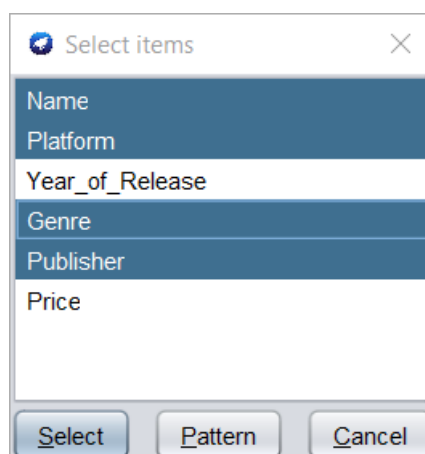 Select items
Name
Platform
Year_of_Release
Genre
Publisher
Price
Select Pattern Cancel